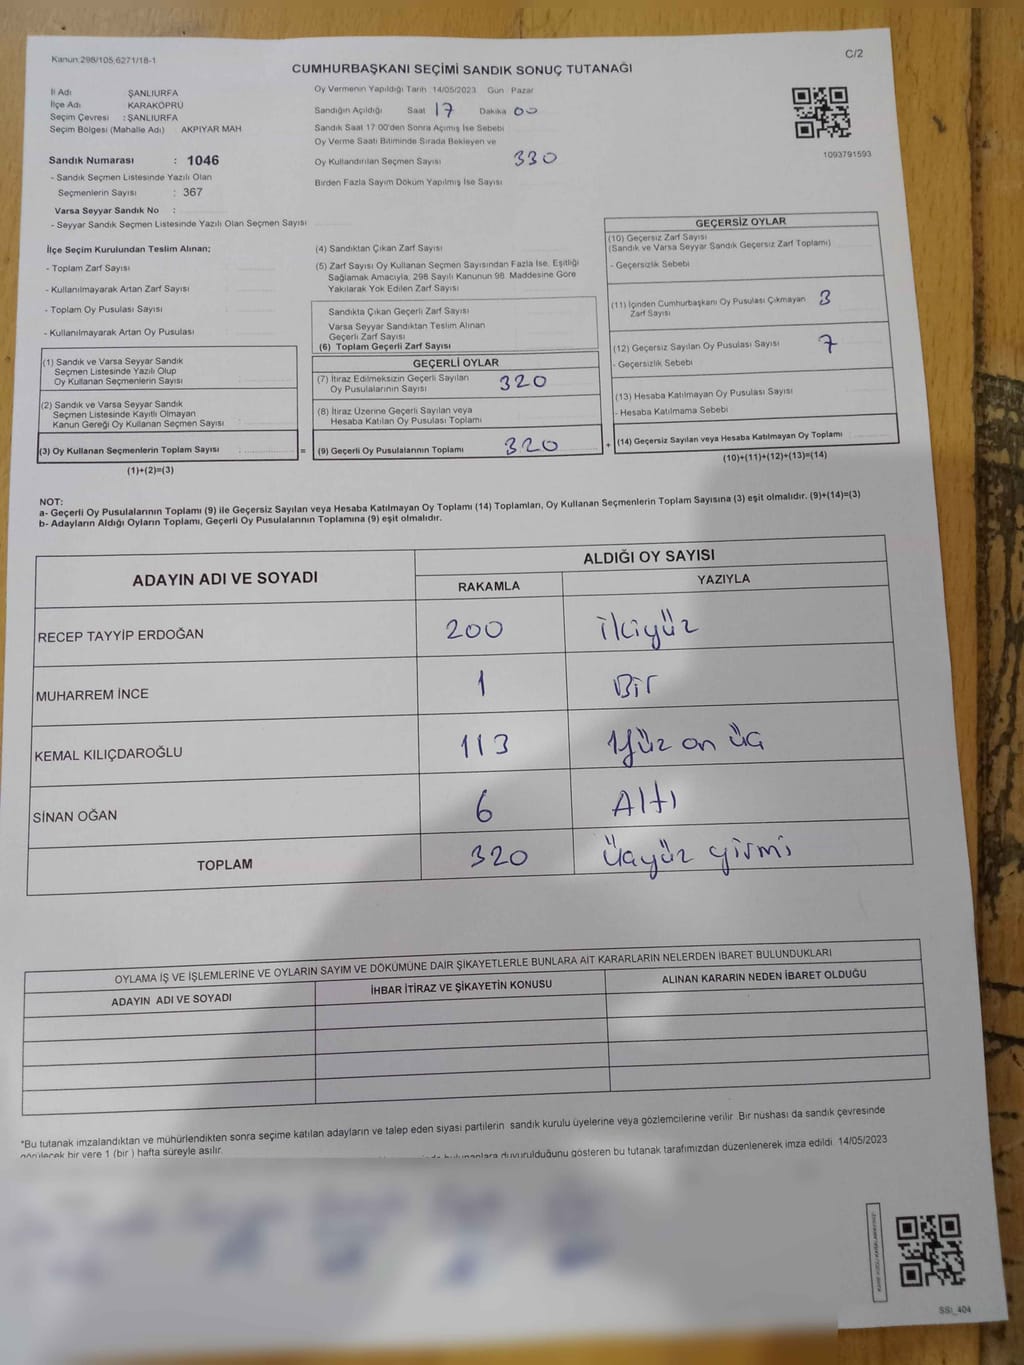 Kanun:298/105,6271/18-1
C/2
CUMHURBAŞKANI SEÇİMİ SANDIK SONUÇ TUTANAĞI
İl Adı ŞANLIURFA
İlçe Adı KARAKÖPRÜ
Seçim Çevresi : ŞANLIURFA
Seçim Bölgesi (Mahalle Adı) : AKPIYAR MAH
Sandık Numarası : 1046
- Sandık Seçmen Listesinde Yazılı Olan
Seçmenlerin Sayısı : 367
Varsa Seyyar Sandık No :
- Seyyar Sandık Seçmen Listesinde Yazılı Olan Seçmen Sayısı
Oy Vermenin Yapıldığı Tarih :14/05/2023 Gün : Pazar
Sandığın Açıldığı Saat 17 Dakika 00
Sandık Saat 17:00'den Sonra Açılmış İse Sebebi
Oy Verme Saati Bitiminde Sırada Bekleyen ve
Oy Kullandırılan Seçmen Sayısı 330
Birden Fazla Sayım Döküm Yapılmış İse Sayısı
1093791593
İlçe Seçim Kurulundan Teslim Alınan;
- Toplam Zarf Sayısı
- Kullanılmayarak Artan Zarf Sayısı
- Toplam Oy Pusulası Sayısı
- Kullanılmayarak Artan Oy Pusulası
(1) Sandık ve Varsa Seyyar Sandık
Seçmen Listesinde Yazılı Olup
Oy Kullanan Seçmenlerin Sayısı
(2) Sandık ve Varsa Seyyar Sandık
Seçmen Listesinde Kayıtlı Olmayan
Kanun Gereği Oy Kullanan Seçmen Sayısı
(3) Oy Kullanan Seçmenlerin Toplam Sayısı :
(1)+(2)=(3)
(4) Sandıktan Çıkan Zarf Sayısı
(5) Zarf Sayısı Oy Kullanan Seçmen Sayısından Fazla İse, Eşitliği
Sağlamak Amacıyla, 298 Sayılı Kanunun 98. Maddesine Göre
Yakılarak Yok Edilen Zarf Sayısı
Sandıkta Çıkan Geçerli Zarf Sayısı
Varsa Seyyar Sandıktan Teslim Alınan
Geçerli Zarf Sayısı
(6) Toplam Geçerli Zarf Sayısı
GEÇERLİ OYLAR
(7) İtiraz Edilmeksizin Geçerli Sayılan
Oy Pusulalarının Sayısı 320
(8) İtiraz Üzerine Geçerli Sayılan veya
Hesaba Katılan Oy Pusulası Toplamı
= (9) Geçerli Oy Pusulalarının Toplamı 320 +
GEÇERSİZ OYLAR
(10) Geçersiz Zarf Sayısı
(Sandık ve Varsa Seyyar Sandık Geçersiz Zarf Toplamı)
- Geçersizlik Sebebi
(11) İçinden Cumhurbaşkanı Oy Pusulası Çıkmayan 3
Zarf Sayısı
(12) Geçersiz Sayılan Oy Pusulası Sayısı 7
- Geçersizlik Sebebi
(13) Hesaba Katılmayan Oy Pusulası Sayısı
- Hesaba Katılmama Sebebi
(14) Geçersiz Sayılan veya Hesaba Katılmayan Oy Toplamı
(10)+(11)+(12)+(13)=(14)
NOT:
a- Geçerli Oy Pusulalarının Toplamı (9) ile Geçersiz Sayılan veya Hesaba Katılmayan Oy Toplamı (14) Toplamları, Oy Kullanan Seçmenlerin Toplam Sayısına (3) eşit olmalıdır. (9)+(14)=(3)
b- Adayların Aldığı Oyların Toplamı, Geçerli Oy Pusulalarının Toplamına (9) eşit olmalıdır.
ADAYIN ADI VE SOYADI
ALDIĞI OY SAYISI
RAKAMLA YAZIYLA
RECEP TAYYİP ERDOĞAN 200 İkiyüz
MUHARREM İNCE 1 Bir
KEMAL KILIÇDAROĞLU 113 Yüz on üç
SİNAN OĞAN 6 Altı
TOPLAM 320 üçyüz yirmi
OYLAMA İŞ VE İŞLEMLERİNE VE OYLARIN SAYIM VE DÖKÜMÜNE DAİR ŞİKAYETLERLE BUNLARA AİT KARARLARIN NELERDEN İBARET BULUNDUKLARI
ADAYIN ADI VE SOYADI İHBAR İTİRAZ VE ŞİKAYETİN KONUSU ALINAN KARARIN NEDEN İBARET OLDUĞU
*Bu tutanak imzalandıktan ve mühürlendikten sonra seçime katılan adayların ve talep eden siyasi partilerin sandık kurulu üyelerine veya gözlemcilerine verilir. Bir nüshası da sandık çevresinde
görülecek bir yere 1 (bir) hafta süreyle asılır.
duyurulduğunu gösteren bu tutanak tarafımızdan düzenlenerek imza edildi. 14/05/2023
SSİ_404